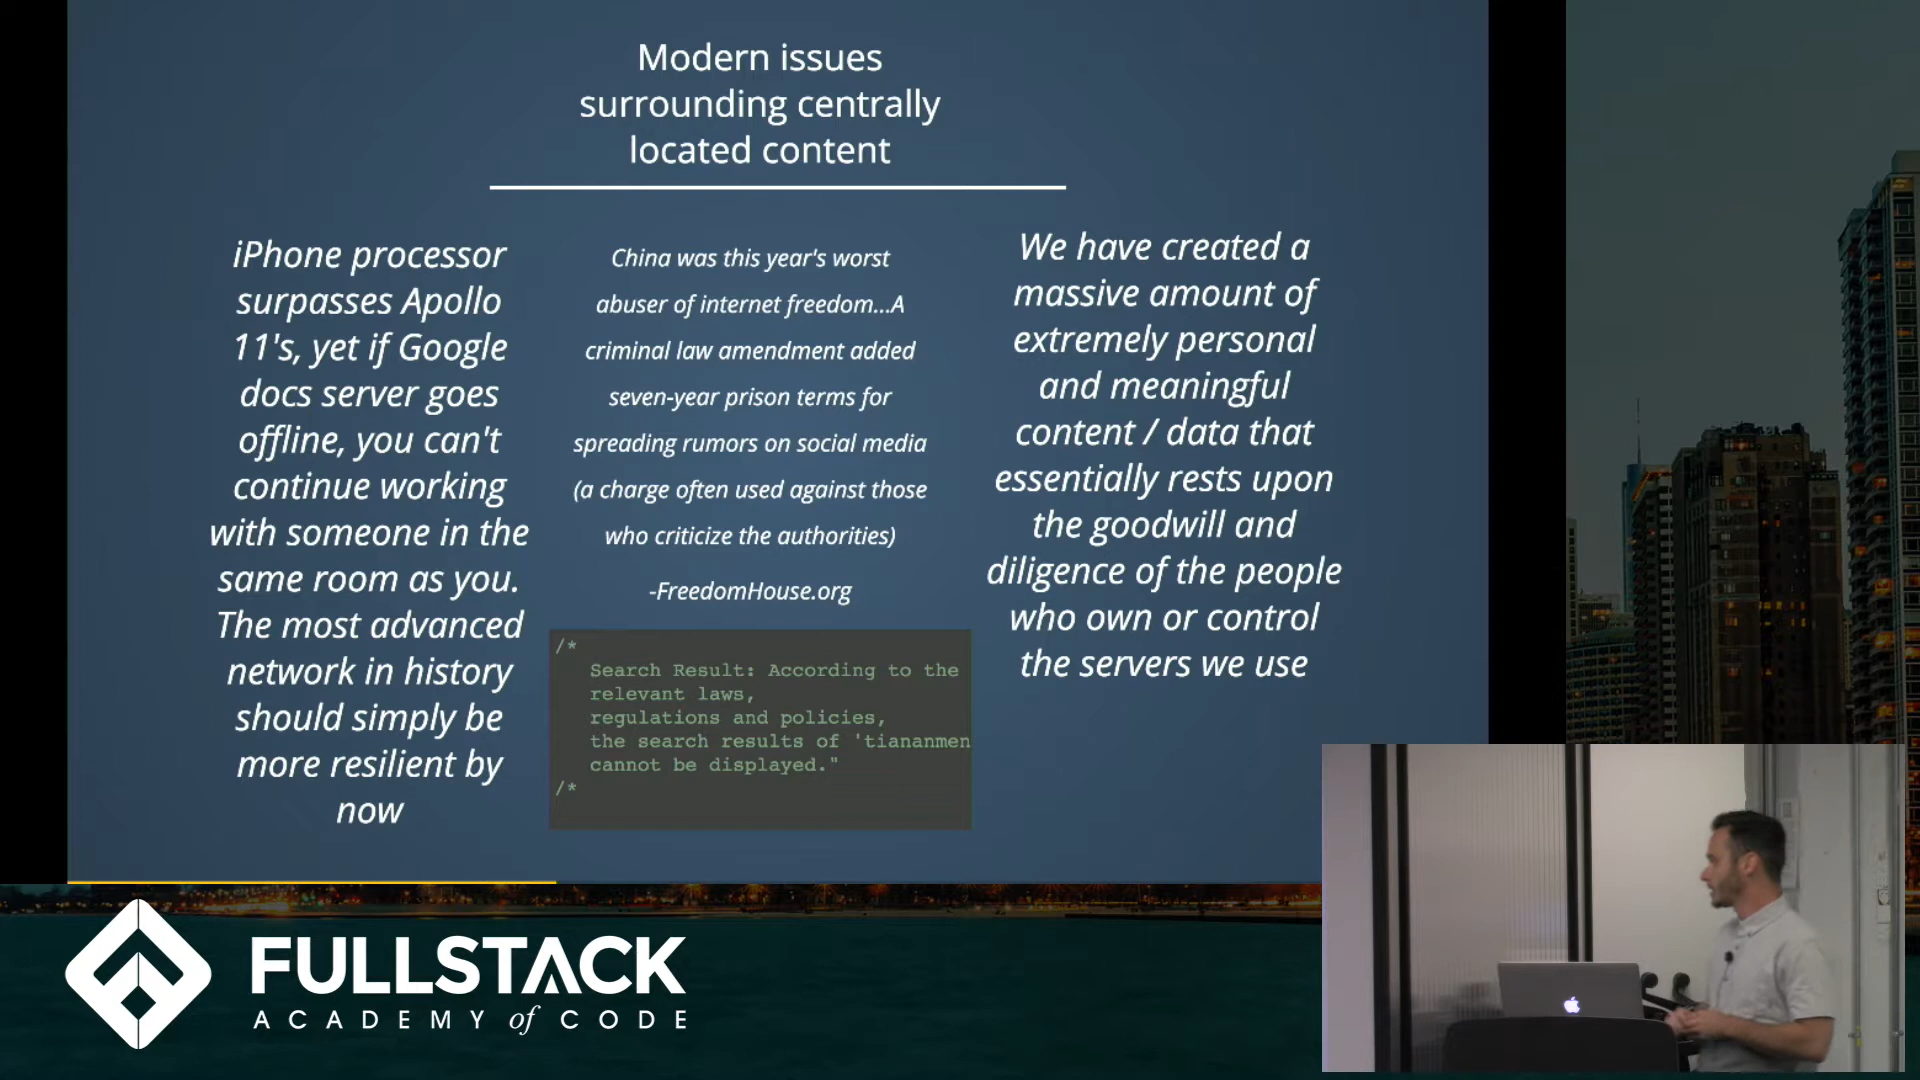 Modern issues
surrounding centrally
located content
iPhone processor
surpasses Apollo
11's, yet if Google
docs server goes
offline, you can't
continue working
with someone in the
same room as you.
The most advanced
network in history
should simply be
more resilient by
now
China was this year's worst
abuser of internet freedom...A
criminal law amendment added
seven-year prison terms for
spreading rumors on social media
(a charge often used against those
who criticize the authorities)
-FreedomHouse.org
/*
Search Result: According to the
relevant laws,
regulations and policies,
the search results of 'tiananmen
cannot be displayed."
/*
We have created a
massive amount of
extremely personal
and meaningful
content / data that
essentially rests upon
the goodwill and
diligence of the people
who own or control
the servers we use
FULLSTACK
ACADEMY of CODE